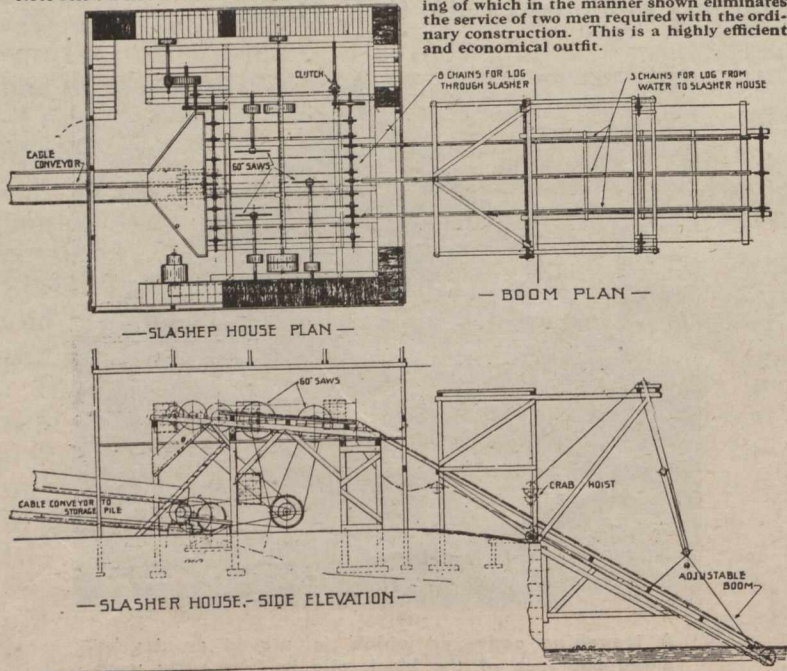 ing of which in the manner shown eliminates
the service of two men required with the ordi-
nary construction. This is a highly efficient
and economical outfit.
CLUTCH
8 CHAINS FOR LOG
THROUGH SLASHER
3 CHAINS FOR LOG FROM
WATER TO SLASHER HOUSE
CABLE
CONVEYOR
60" SAWS
— BOOM PLAN —
— SLASHER HOUSE PLAN —
60" SAWS
CRAB HOIST
CABLE CONVEYOR TO
STORAGE PILE
ADJUSTABLE
BOOM
— SLASHER HOUSE.- SIDE ELEVATION —